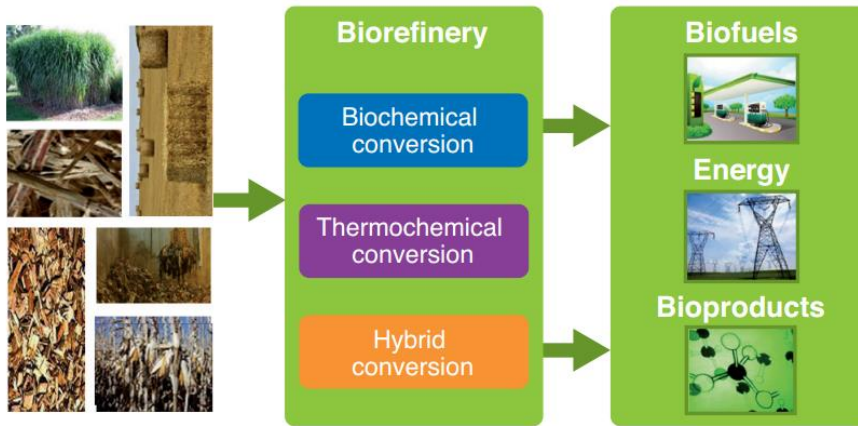 Biorefinery
Biochemical
conversion
Thermochemical
conversion
Hybrid
conversion
Biofuels
Energy
Bioproducts